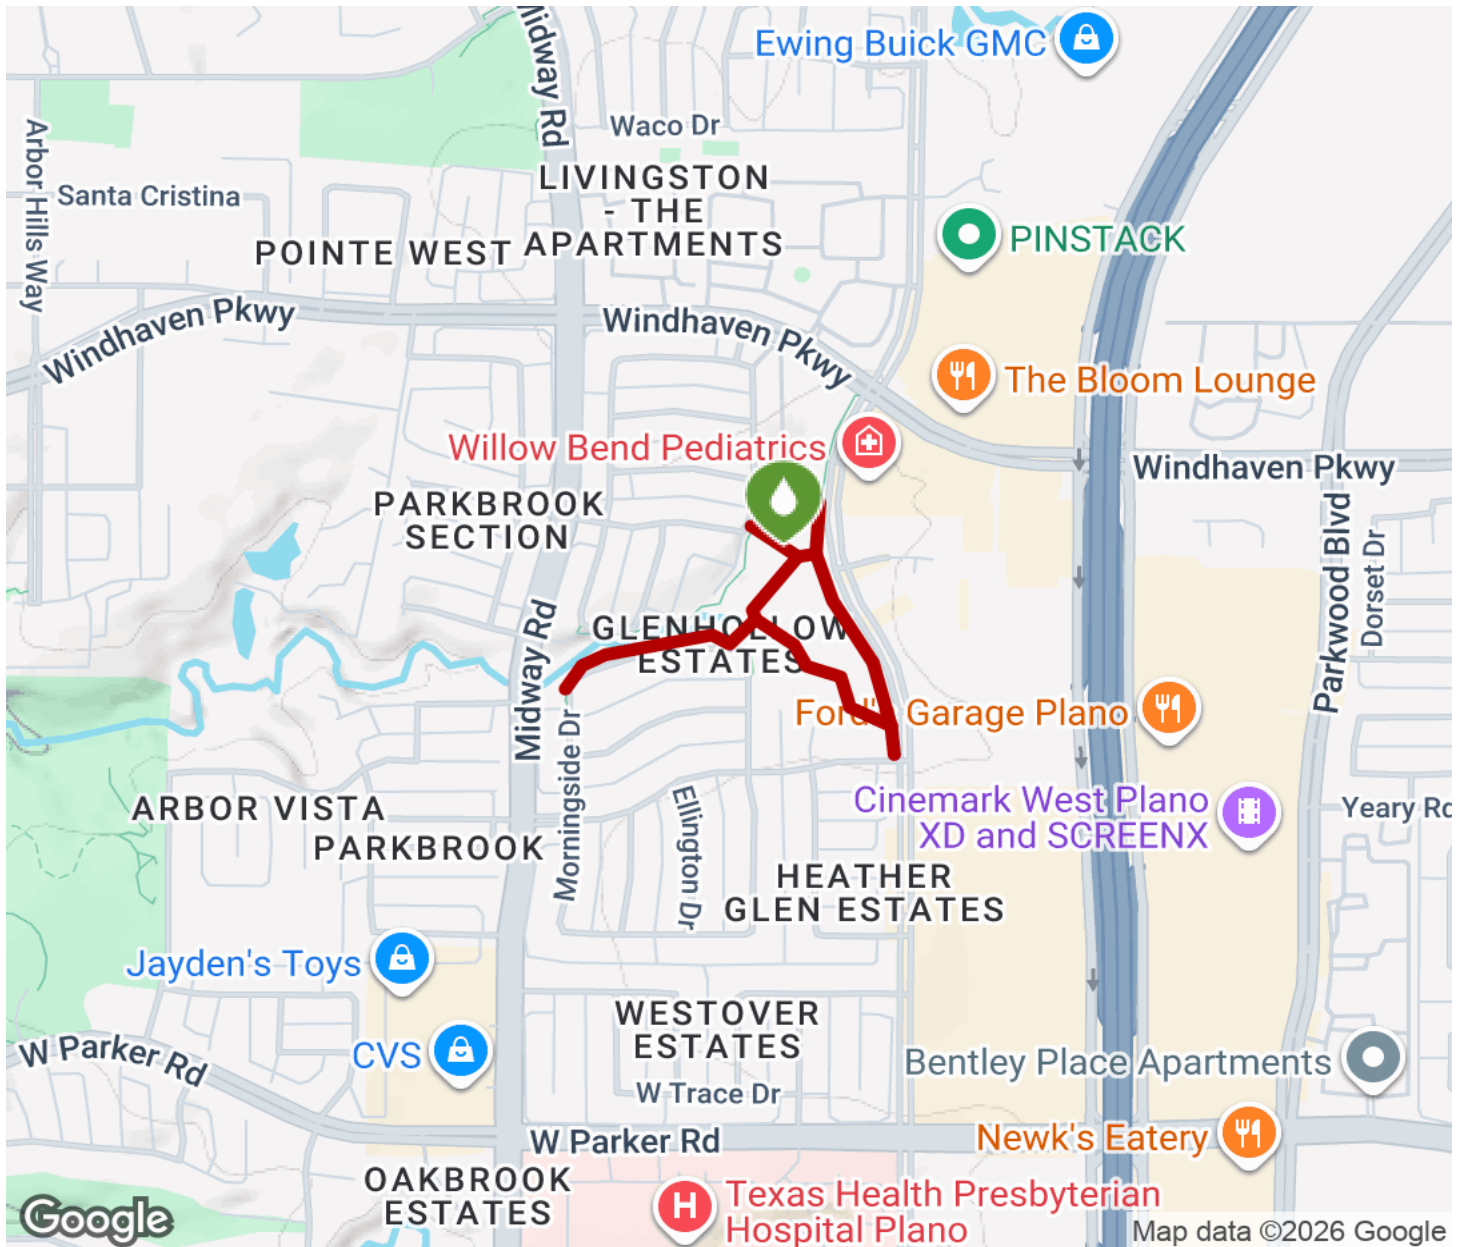 Midway Rd
Ewing Buick GMC
Arbor Hills Way
Waco Dr
Santa Cristina
LIVINGSTON
- THE
APARTMENTS
POINTE WEST
PINSTACK
Windhaven Pkwy
Windhaven Pkwy
The Bloom Lounge
Willow Bend Pediatrics
Windhaven Pkwy
PARKBROOK
SECTION
Parkwood Blvd
Dorset Dr
GLENHOLLOW
ESTATES
Midway Rd
Ford's Garage Plano
Morningside Dr
Ellington Dr
ARBOR VISTA
PARKBROOK
Cinemark West Plano
XD and SCREENX
Yeary Rd
HEATHER
GLEN ESTATES
Jayden's Toys
WESTOVER
ESTATES
W Parker Rd
CVS
Bentley Place Apartments
W Trace Dr
W Parker Rd
Newk's Eatery
OAKBROOK
ESTATES
H
Texas Health Presbyterian
Hospital Plano
Google
Map data ©2026 Google